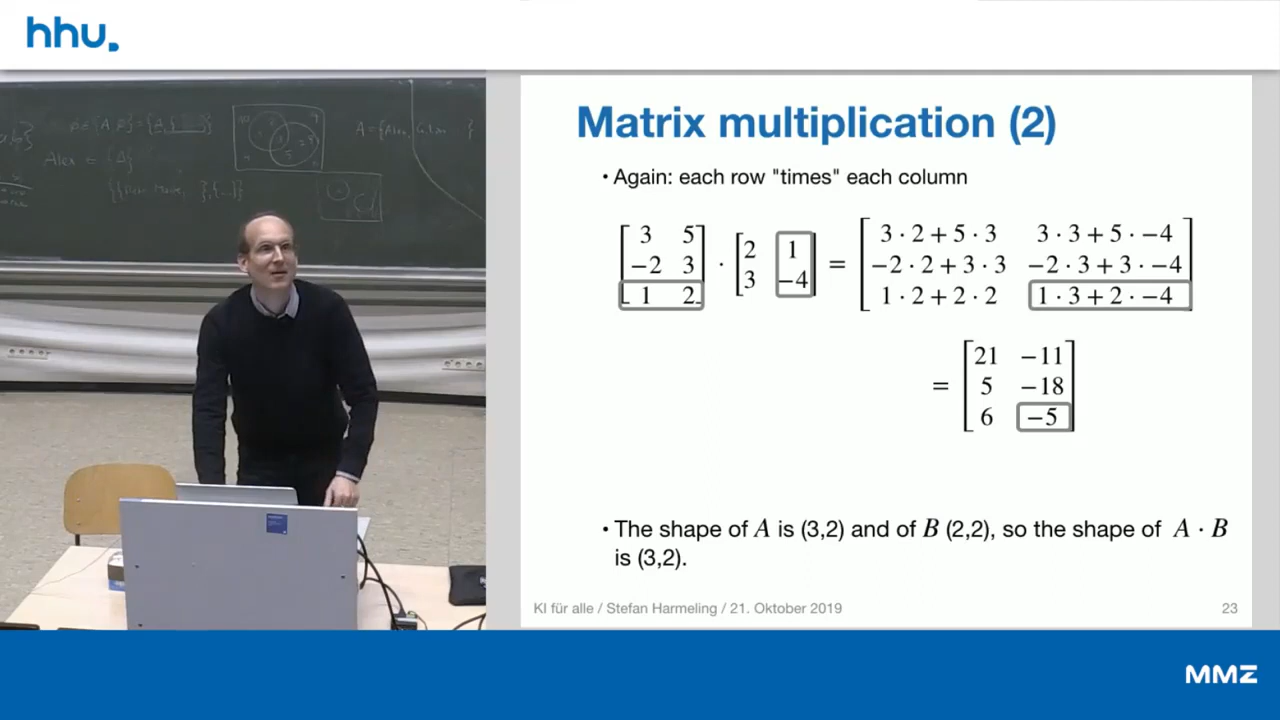 hhu.
Alex ∈ {Δ}
Matrix multiplication (2)
• Again: each row "times" each column
[3 5] · [2 1] = [3 · 2 + 5 · 3 3 · 3 + 5 · −4]
[−2 3] [3 −4] [−2 · 2 + 3 · 3 −2 · 3 + 3 · −4]
[1 2] [1 · 2 + 2 · 2 1 · 3 + 2 · −4]
= [21 −11]
[5 −18]
[6 −5]
• The shape of A is (3,2) and of B (2,2), so the shape of A · B
is (3,2).
KI für alle / Stefan Harmeling / 21. Oktober 2019 23
MMZ